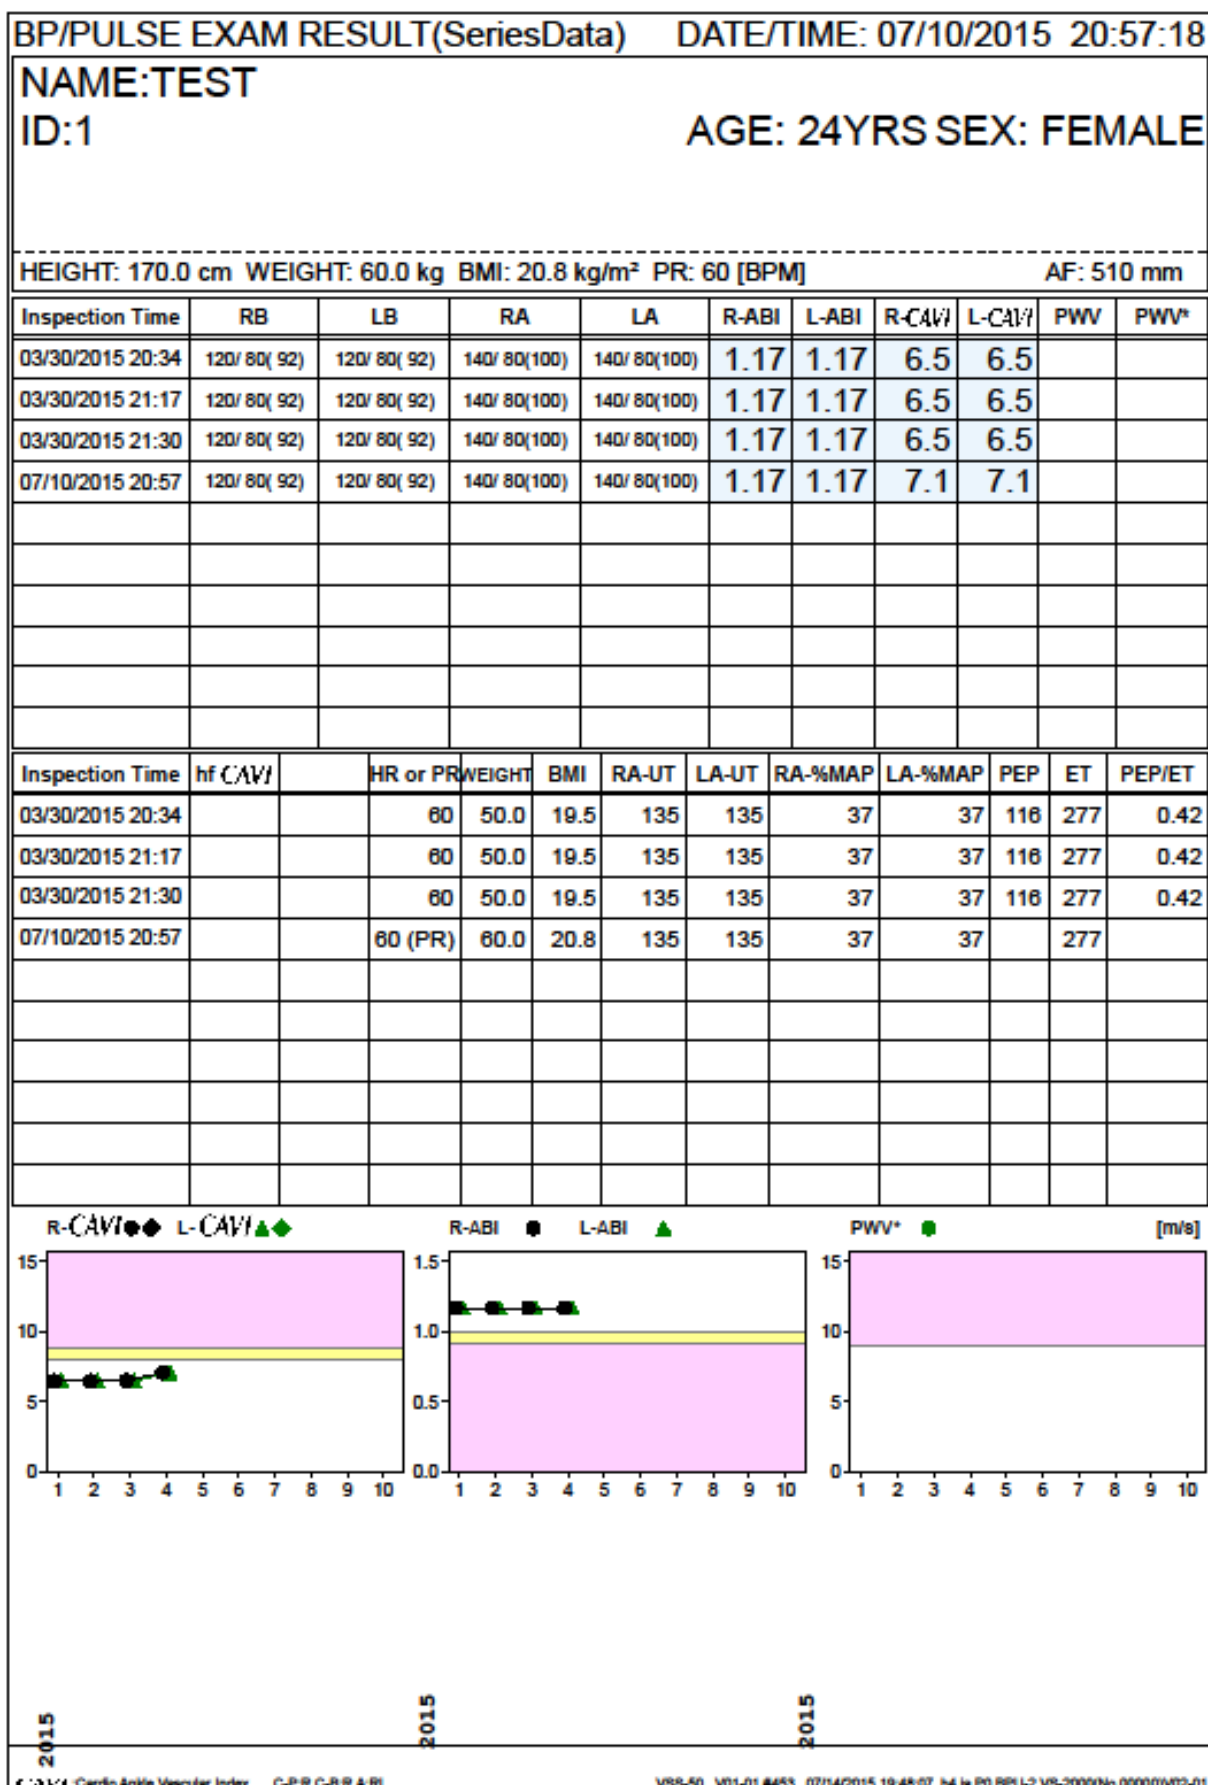 BP/PULSE EXAM RESULT(SeriesData) DATE/TIME: 07/10/2015 20:57:18
NAME:TEST
ID:1 AGE: 24YRS SEX: FEMALE
HEIGHT: 170.0 cm WEIGHT: 60.0 kg BMI: 20.8 kg/m² PR: 60 [BPM] AF: 510 mm
Inspection Time RB LB RA LA R-ABI L-ABI R-CAVI L-CAVI PWV PWV*
03/30/2015 20:34 120/ 80( 92) 120/ 80( 92) 140/ 80(100) 140/ 80(100) 1.17 1.17 6.5 6.5
03/30/2015 21:17 120/ 80( 92) 120/ 80( 92) 140/ 80(100) 140/ 80(100) 1.17 1.17 6.5 6.5
03/30/2015 21:30 120/ 80( 92) 120/ 80( 92) 140/ 80(100) 140/ 80(100) 1.17 1.17 6.5 6.5
07/10/2015 20:57 120/ 80( 92) 120/ 80( 92) 140/ 80(100) 140/ 80(100) 1.17 1.17 7.1 7.1
Inspection Time hf CAVI HR or PR WEIGHT BMI RA-UT LA-UT RA-%MAP LA-%MAP PEP ET PEP/ET
03/30/2015 20:34 60 50.0 19.5 135 135 37 37 116 277 0.42
03/30/2015 21:17 60 50.0 19.5 135 135 37 37 116 277 0.42
03/30/2015 21:30 60 50.0 19.5 135 135 37 37 116 277 0.42
07/10/2015 20:57 60 (PR) 60.0 20.8 135 135 37 37 277
R-CAVI L-CAVI R-ABI L-ABI PWV* [m/s]
15 1.5 15
10 1.0 10
5 0.5 5
0 0.0 0
1 2 3 4 5 6 7 8 9 10 1 2 3 4 5 6 7 8 9 10 1 2 3 4 5 6 7 8 9 10
2015 2015 2015
:Cardio Ankle Vascular Index